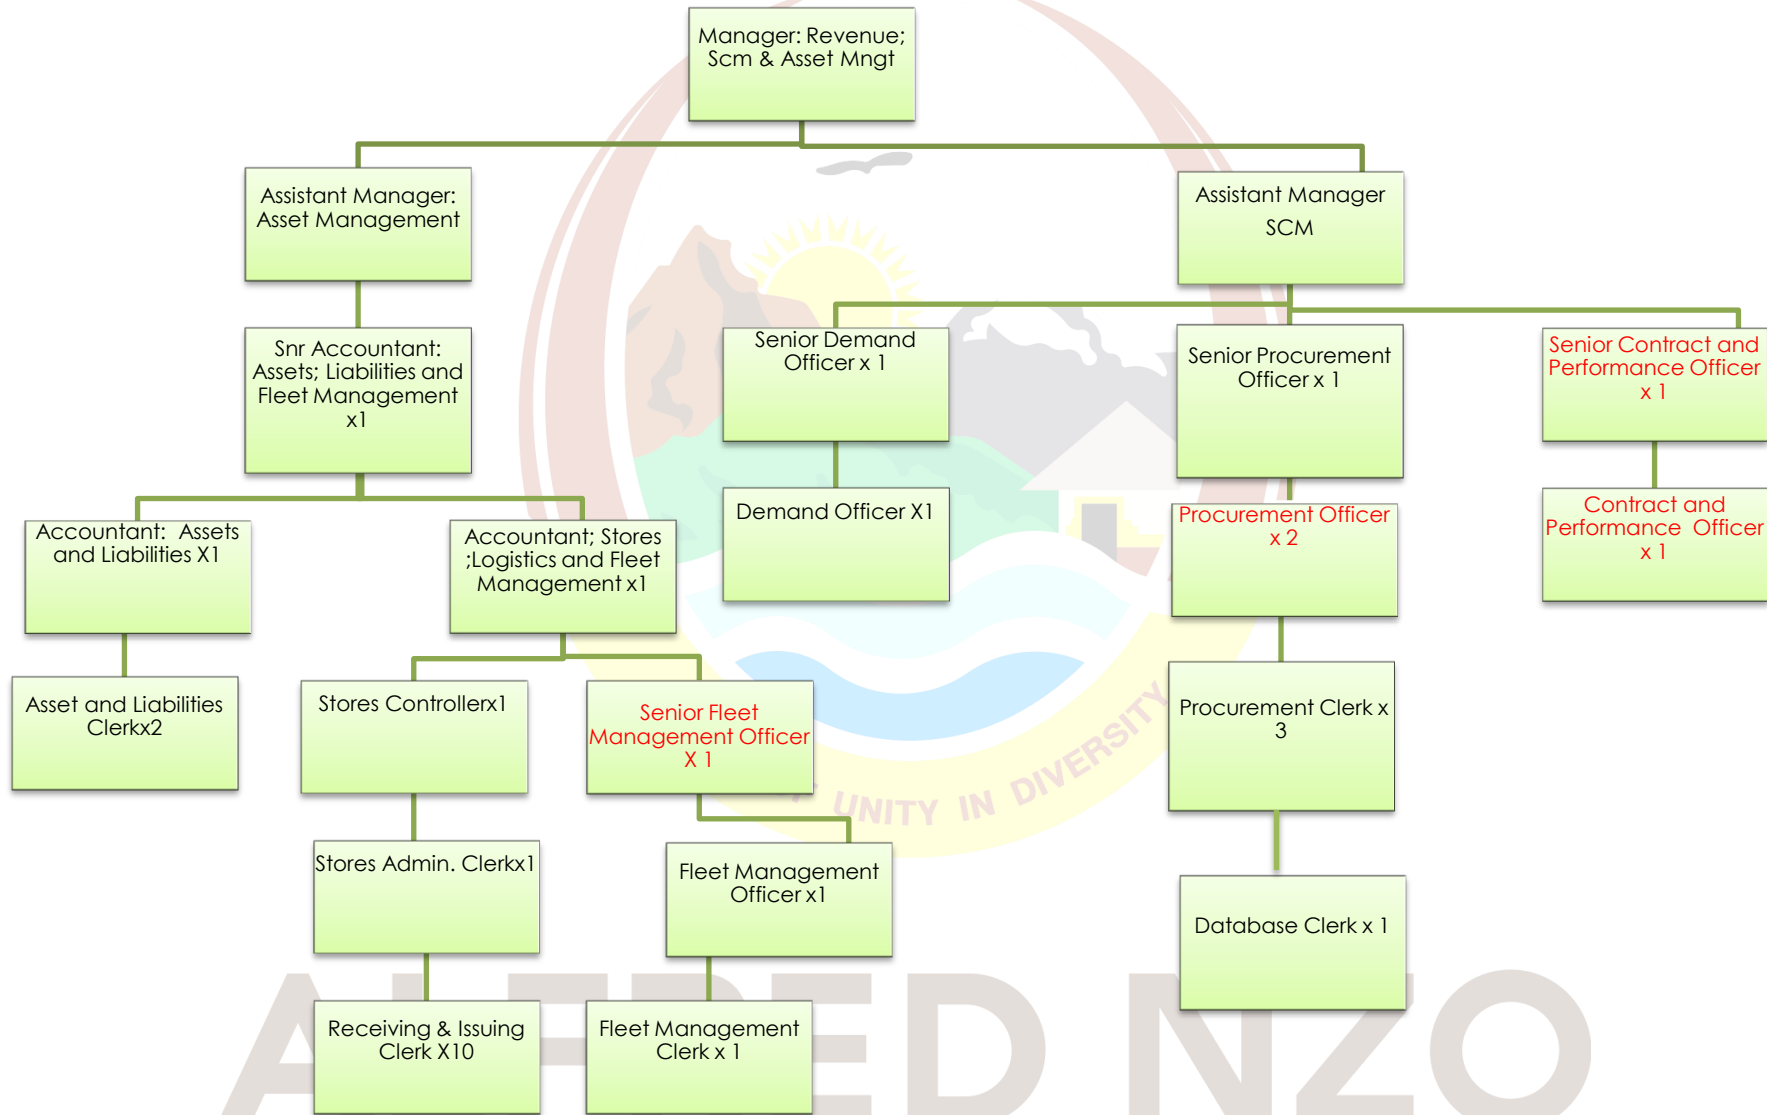 Manager: Revenue;
Scm & Asset Mngt
Assistant Manager:
Asset Management
Assistant Manager
SCM
Snr Accountant:
Assets; Liabilities and
Fleet Management
x1
Senior Demand
Officer x 1
Senior Procurement
Officer x 1
Senior Contract and
Performance Officer
x 1
Accountant:  Assets
and Liabilities X1
Accountant; Stores
;Logistics and Fleet
Management x1
Demand Officer X1
Procurement Officer
x 2
Contract and
Performance  Officer
x 1
Asset and Liabilities
Clerkx2
Stores Controllerx1
Senior Fleet
Management Officer
X 1
Procurement Clerk x
3
Stores Admin. Clerkx1
Fleet Management
Officer x1
Database Clerk x 1
Receiving & Issuing
Clerk X10
Fleet Management
Clerk x 1
UNITY IN DIVERSITY
ALFRED NZO